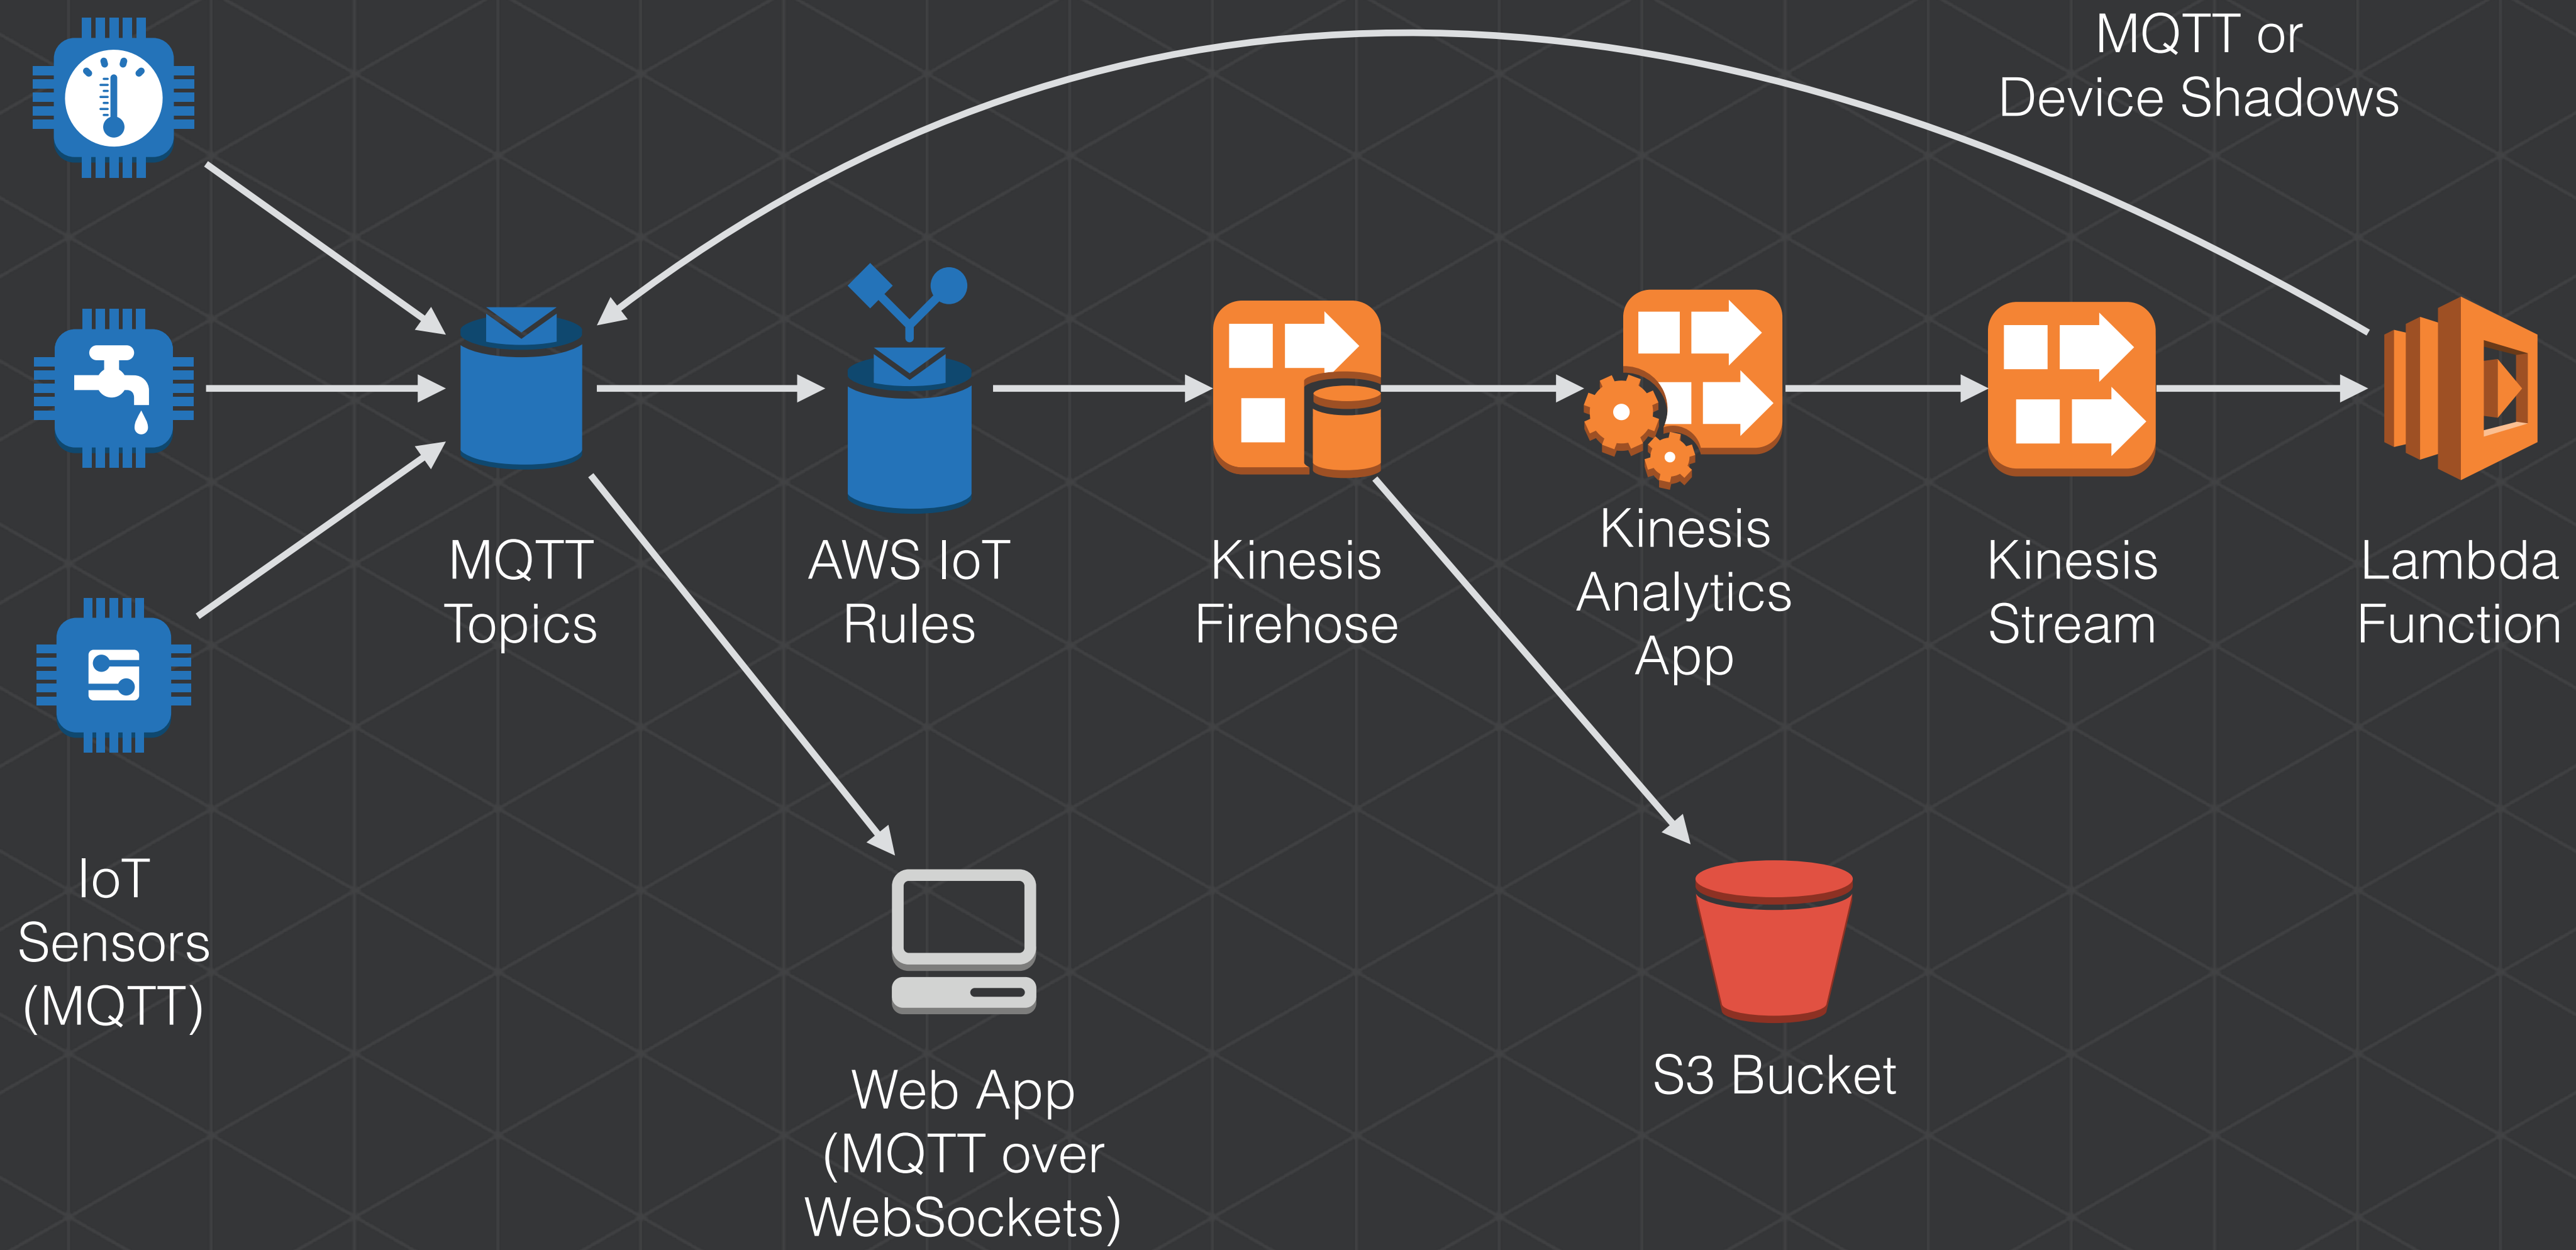 MQTT or
Device Shadows
MQTT
Topics
AWS IoT
Rules
Kinesis
Firehose
Kinesis
Analytics
App
Kinesis
Stream
Lambda
Function
IoT
Sensors
(MQTT)
Web App
(MQTT over
WebSockets)
S3 Bucket